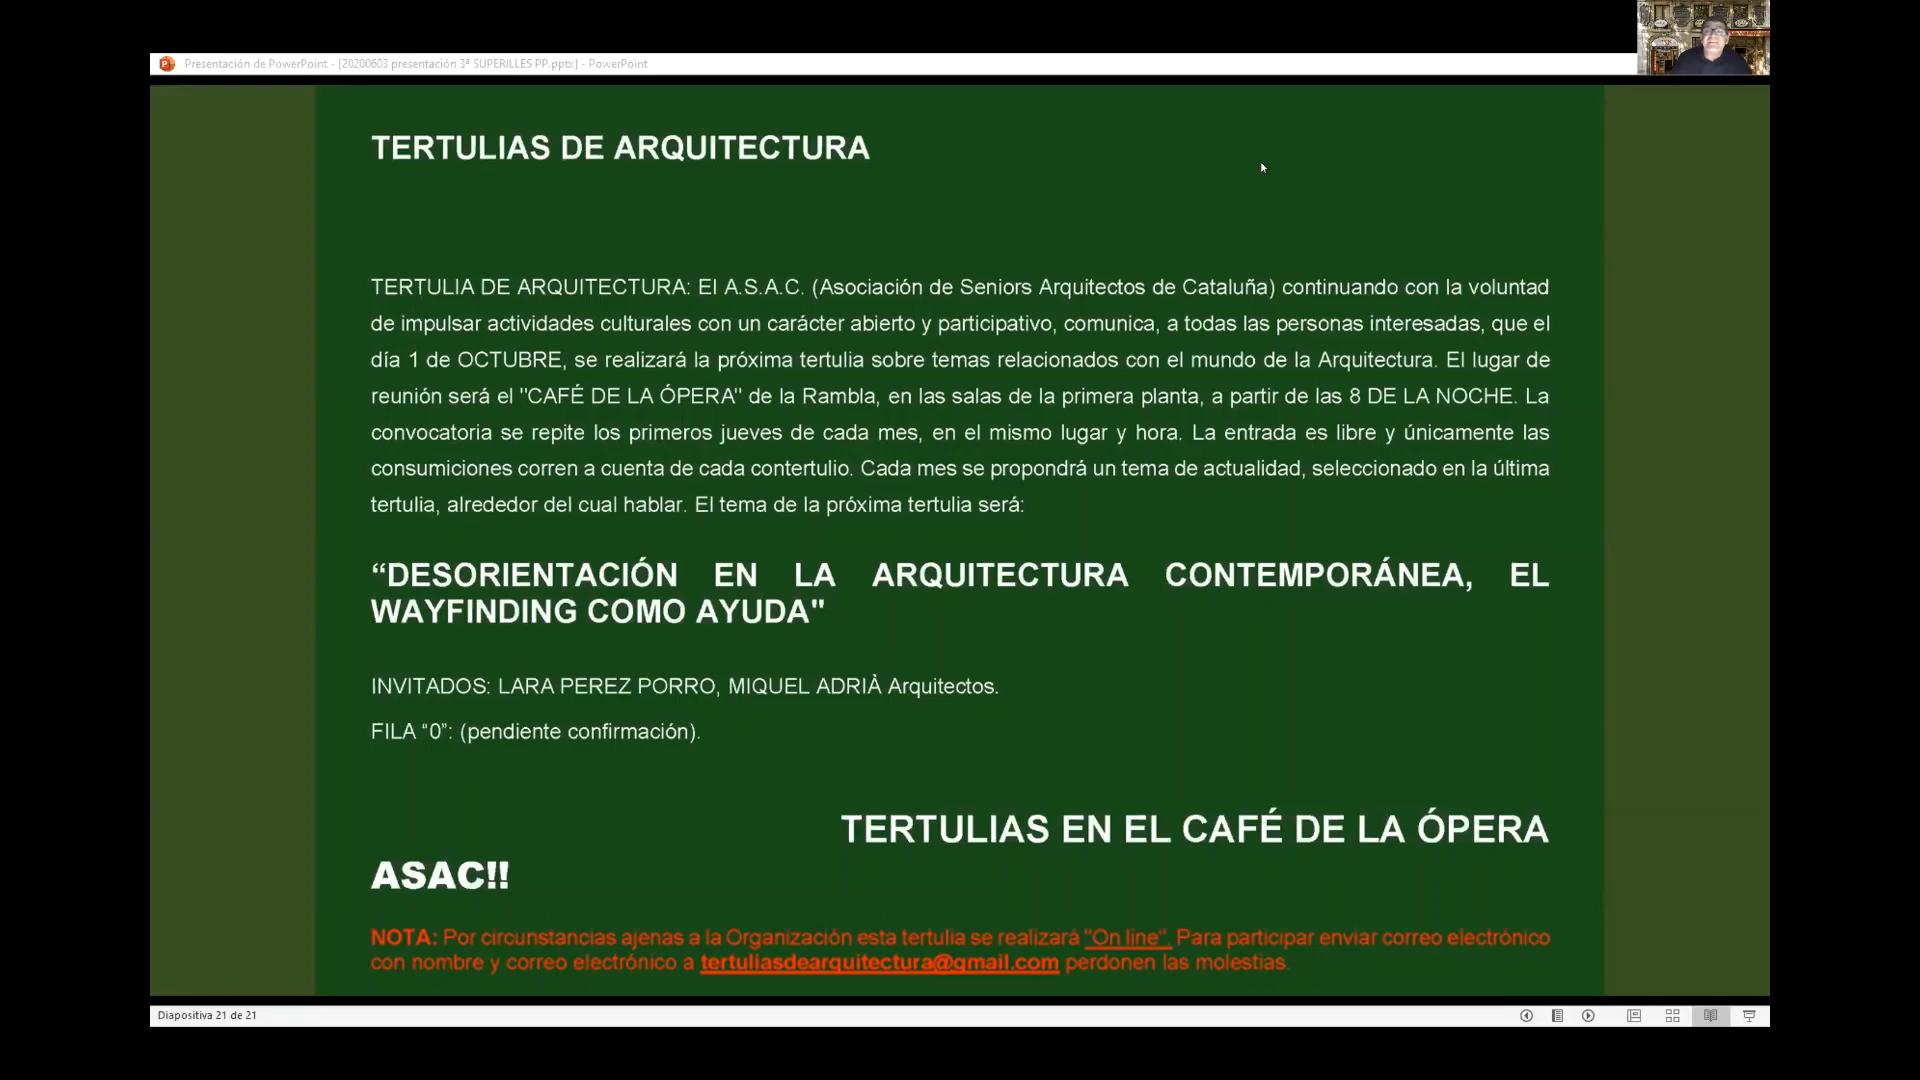 Presentación de PowerPoint - [20200603 presentación 3ª SUPERILLES PP.pptx] - PowerPoint
TERTULIAS DE ARQUITECTURA
TERTULIA DE ARQUITECTURA: El A.S.A.C. (Asociación de Seniors Arquitectos de Cataluña) continuando con la voluntad
de impulsar actividades culturales con un carácter abierto y participativo, comunica, a todas las personas interesadas, que el
día 1 de OCTUBRE, se realizará la próxima tertulia sobre temas relacionados con el mundo de la Arquitectura. El lugar de
reunión será el "CAFÉ DE LA ÓPERA" de la Rambla, en las salas de la primera planta, a partir de las 8 DE LA NOCHE. La
convocatoria se repite los primeros jueves de cada mes, en el mismo lugar y hora. La entrada es libre y únicamente las
consumiciones corren a cuenta de cada contertulio. Cada mes se propondrá un tema de actualidad, seleccionado en la última
tertulia, alrededor del cual hablar. El tema de la próxima tertulia será:
“DESORIENTACIÓN EN LA ARQUITECTURA CONTEMPORÁNEA, EL
WAYFINDING COMO AYUDA"
INVITADOS: LARA PEREZ PORRO, MIQUEL ADRIÀ Arquitectos.
FILA “0”: (pendiente confirmación).
TERTULIAS EN EL CAFÉ DE LA ÓPERA
ASAC!!
NOTA: Por circunstancias ajenas a la Organización esta tertulia se realizará "On line". Para participar enviar correo electrónico
con nombre y correo electrónico a tertuliasdearquitectura@gmail.com perdonen las molestias.
Diapositiva 21 de 21